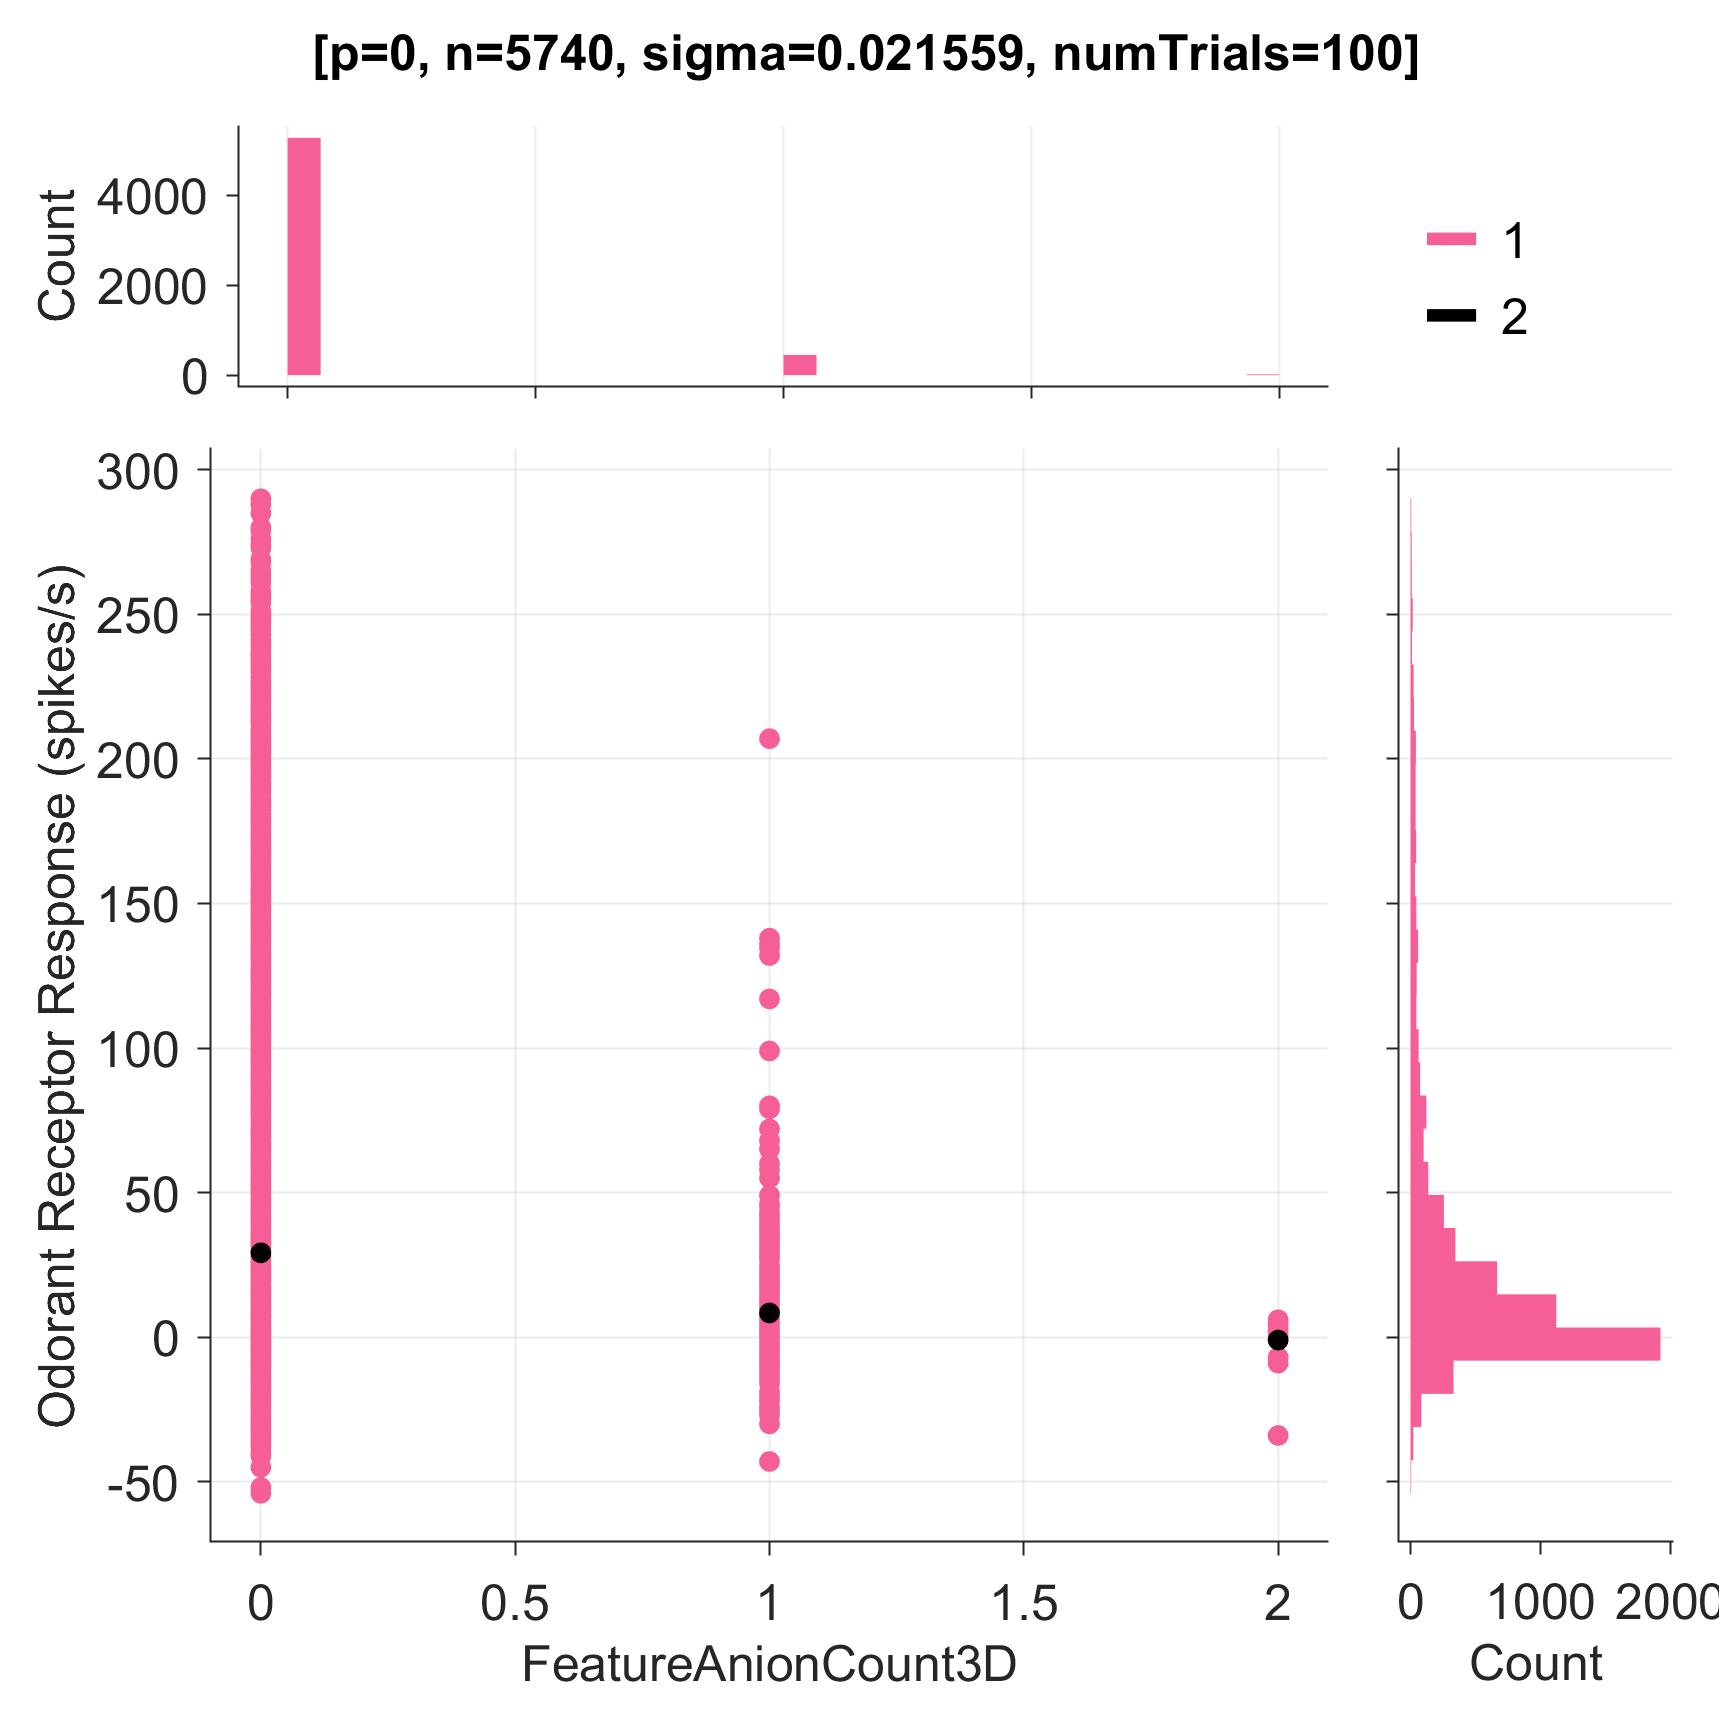 [p=0, n=5740, sigma=0.021559, numTrials=100]
Count
4000
2000
0
1
2
Odorant Receptor Response (spikes/s)
300
250
200
150
100
50
0
-50
0 0.5 1 1.5 2
FeatureAnionCount3D
0 1000 2000
Count